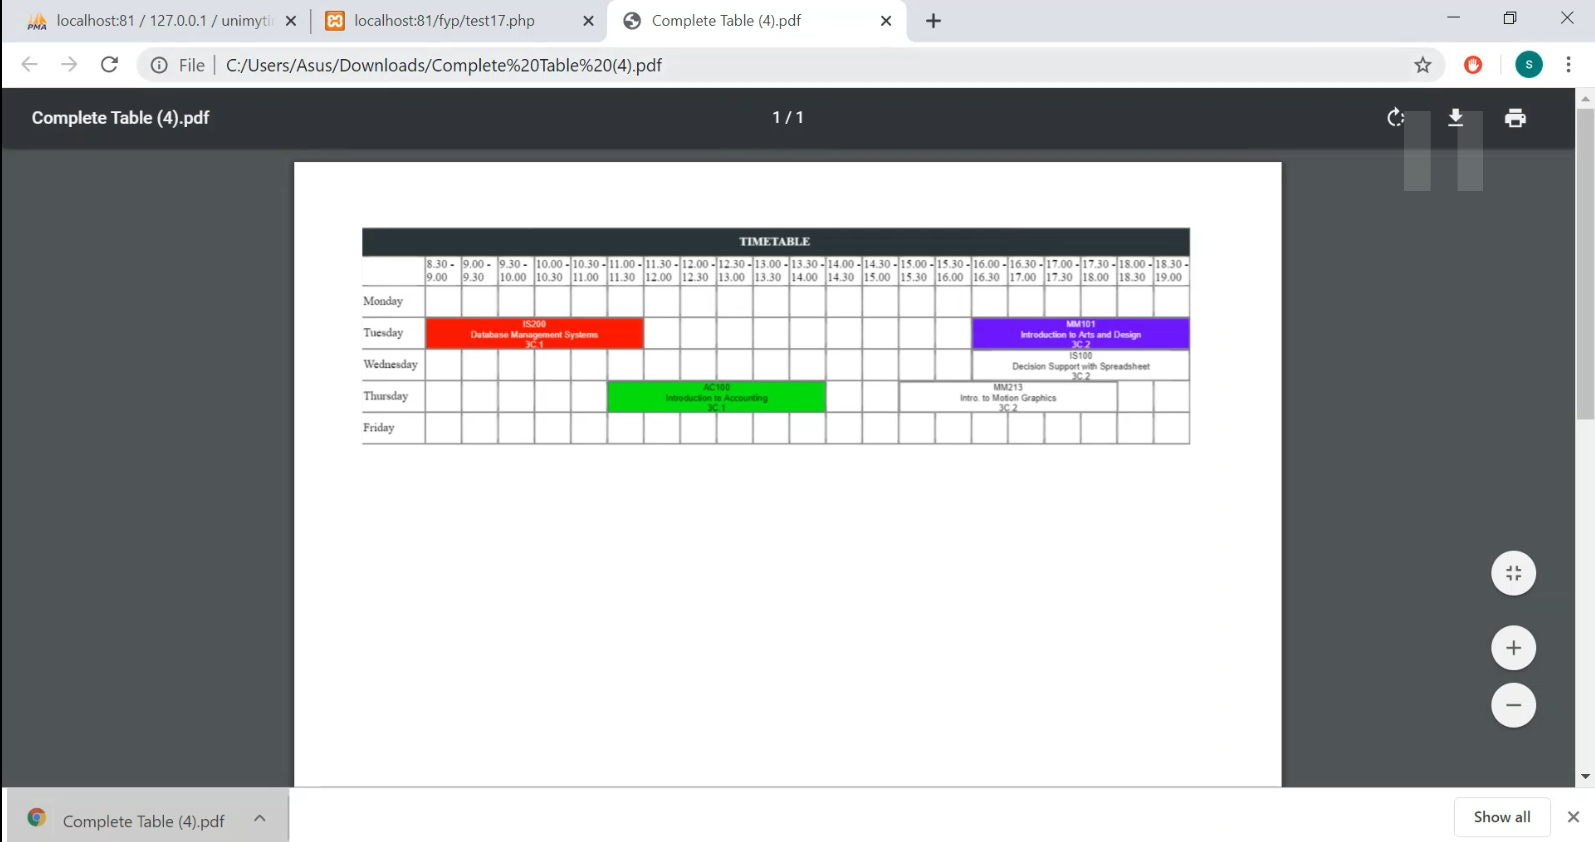 localhost:81 / 127.0.0.1 / unimyti
localhost:81/fyp/test17.php
Complete Table (4).pdf
File
C:/Users/Asus/Downloads/Complete%20Table%20(4).pdf
S
Complete Table (4).pdf
1 / 1
TIMETABLE
8.30 - 9.00 - 9.30 - 10.00 - 10.30 - 11.00 - 11.30 - 12.00 - 12.30 - 13.00 - 13.30 - 14.00 - 14.30 - 15.00 - 15.30 - 16.00 - 16.30 - 17.00 - 17.30 - 18.00 - 18.30 -
9.00 9.30 10.00 10.30 11.00 11.30 12.00 12.30 13.00 13.30 14.00 14.30 15.00 15.30 16.00 16.30 17.00 17.30 18.00 18.30 19.00
Monday
Tuesday
IS200
Database Management Systems
3C.1
MM101
Introduction to Arts and Design
3C.2
Wednesday
IS100
Decision Support with Spreadsheet
3C.2
Thursday
AC100
Introduction to Accounting
3C.1
MM213
Intro. to Motion Graphics
3C.2
Friday
Complete Table (4).pdf
Show all